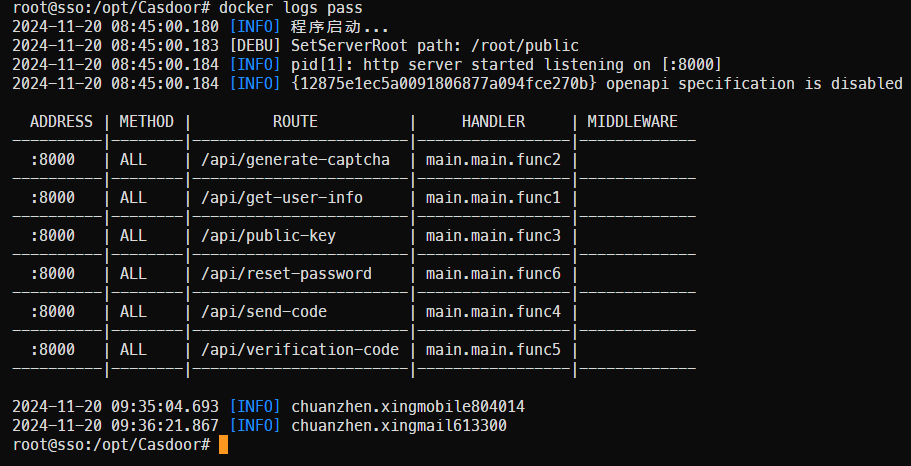 root@sso:/opt/Casdoor# docker logs pass
2024-11-20 08:45:00.180 [INFO] 程序启动...
2024-11-20 08:45:00.183 [DEBU] SetServerRoot path: /root/public
2024-11-20 08:45:00.184 [INFO] pid[1]: http server started listening on [:8000]
2024-11-20 08:45:00.184 [INFO] {12875e1ec5a0091806877a094fce270b} openapi specification is disabled
ADDRESS | METHOD | ROUTE | HANDLER | MIDDLEWARE
----------|--------|------------------------|-----------------|-------------
:8000 | ALL | /api/generate-captcha | main.main.func2 |
----------|--------|------------------------|-----------------|-------------
:8000 | ALL | /api/get-user-info | main.main.func1 |
----------|--------|------------------------|-----------------|-------------
:8000 | ALL | /api/public-key | main.main.func3 |
----------|--------|------------------------|-----------------|-------------
:8000 | ALL | /api/reset-password | main.main.func6 |
----------|--------|------------------------|-----------------|-------------
:8000 | ALL | /api/send-code | main.main.func4 |
----------|--------|------------------------|-----------------|-------------
:8000 | ALL | /api/verification-code | main.main.func5 |
----------|--------|------------------------|-----------------|-------------
2024-11-20 09:35:04.693 [INFO] chuanzhen.xingmobile804014
2024-11-20 09:36:21.867 [INFO] chuanzhen.xingmail613300
root@sso:/opt/Casdoor#